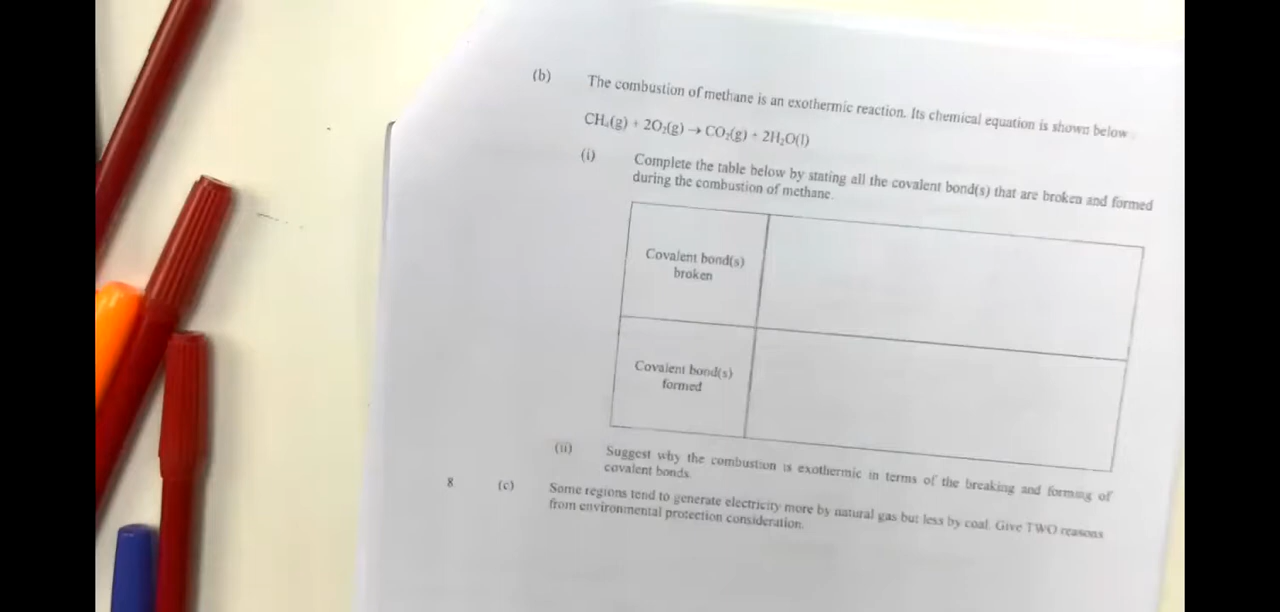 (b) The combustion of methane is an exothermic reaction. Its chemical equation is shown below
CH₄(g) + 2O₂(g) → CO₂(g) + 2H₂O(l)
(i) Complete the table below by stating all the covalent bond(s) that are broken and formed
during the combustion of methane.
Covalent bond(s)
broken
Covalent bond(s)
formed
(ii) Suggest why the combustion is exothermic in terms of the breaking and forming of
covalent bonds.
8 (c) Some regions tend to generate electricity more by natural gas but less by coal. Give TWO reasons
from environmental protection consideration.